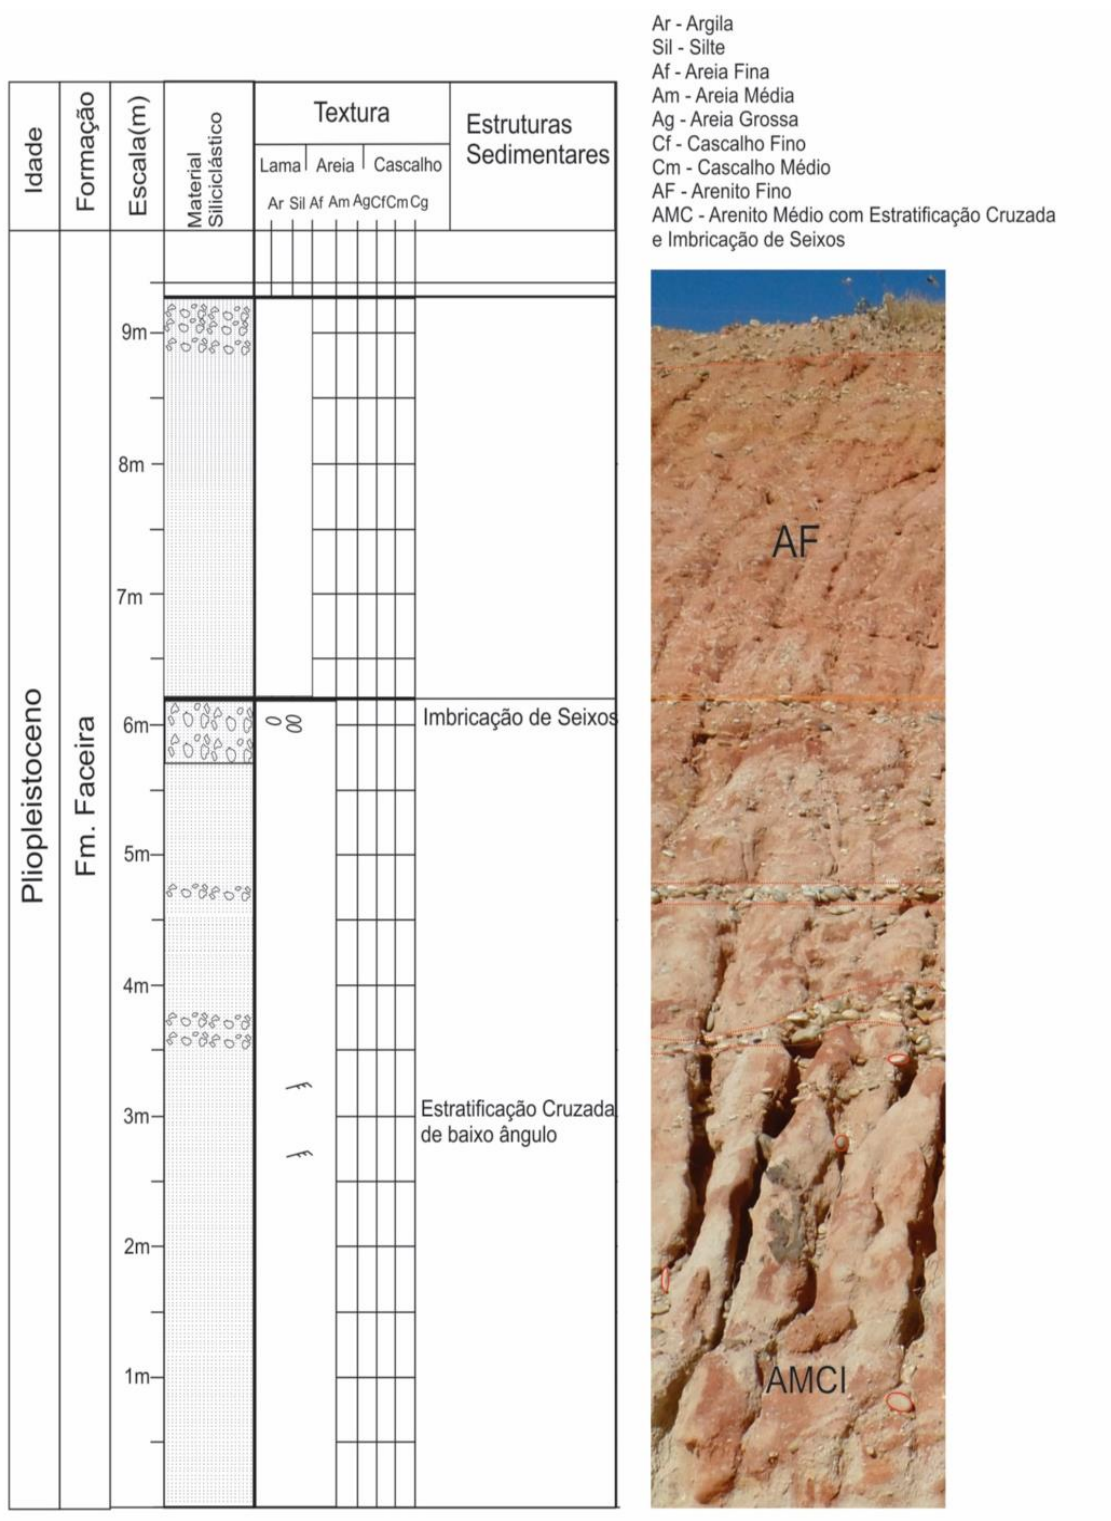 Ar - Argila
Sil - Silte
Af - Areia Fina
Am - Areia Média
Ag - Areia Grossa
Cf - Cascalho Fino
Cm - Cascalho Médio
AF - Arenito Fino
AMC - Arenito Médio com Estratificação Cruzada
e Imbricação de Seixos
Idade
Formação
Escala(m)
Material
Siliciclástico
Textura
Lama Areia Cascalho
Ar Sil Af Am Ag Cf Cm Cg
Estruturas
Sedimentares
Pliopleistoceno
Fm. Faceira
9m
8m
7m
6m
5m
4m
3m
2m
1m
Imbricação de Seixos
Estratificação Cruzada
de baixo ângulo
AF
AMCI